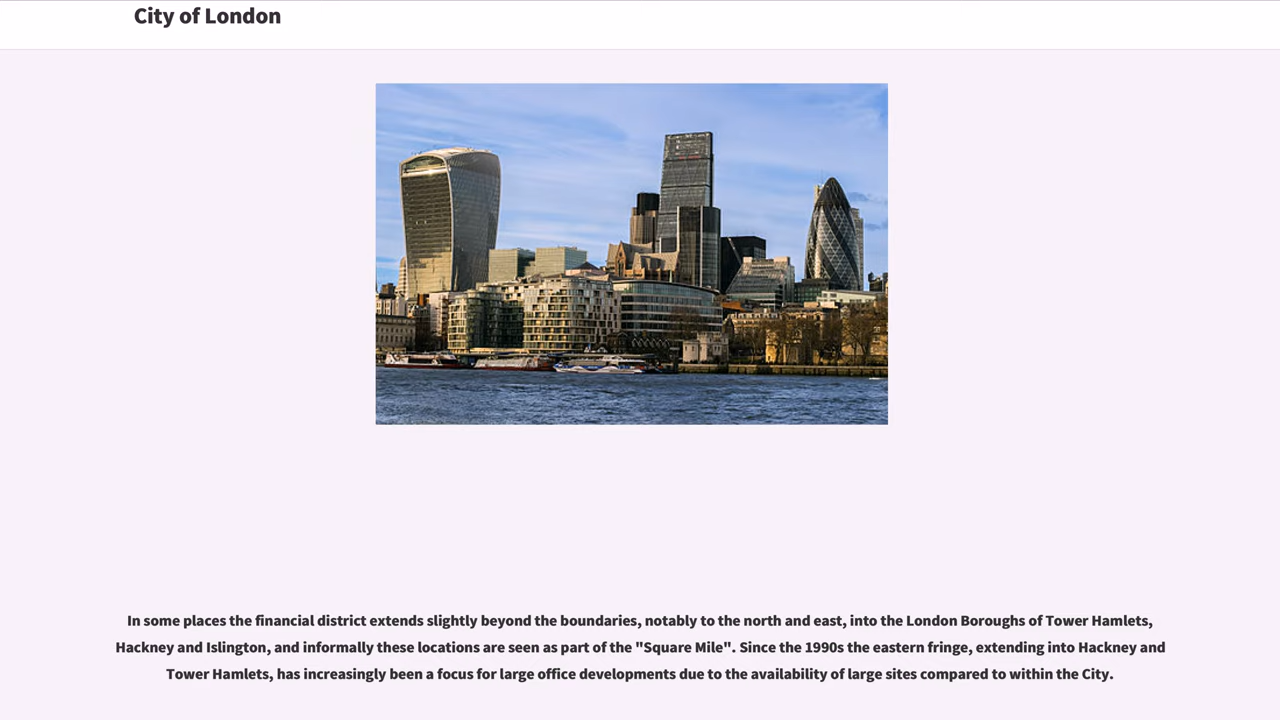 City of London
In some places the financial district extends slightly beyond the boundaries, notably to the north and east, into the London Boroughs of Tower Hamlets,
Hackney and Islington, and informally these locations are seen as part of the "Square Mile". Since the 1990s the eastern fringe, extending into Hackney and
Tower Hamlets, has increasingly been a focus for large office developments due to the availability of large sites compared to within the City.